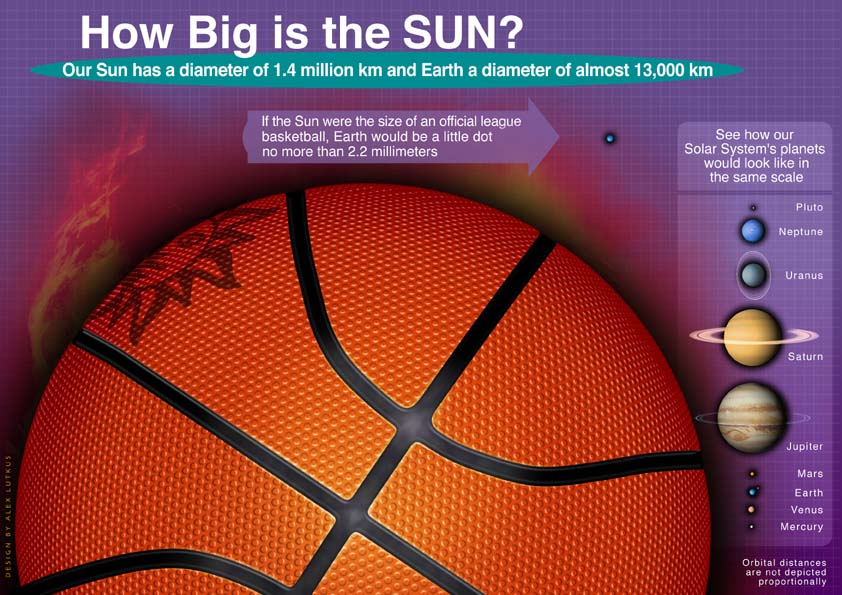 How Big is the SUN?
Our Sun has a diameter of 1.4 million km and Earth a diameter of almost 13,000 km
If the Sun were the size of an official league
basketball, Earth would be a little dot
no more than 2.2 millimeters
See how our
Solar System's planets
would look like in
the same scale
Pluto
Neptune
Uranus
Saturn
Jupiter
Mars
Earth
Venus
Mercury
Orbital distances
are not depicted
proportionally
DESIGN BY ALEX LUTKUS